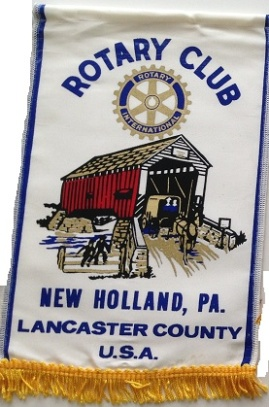 ROTARY CLUB
ROTARY
INTERNATIONAL
NEW HOLLAND, PA.
LANCASTER COUNTY
U.S.A.